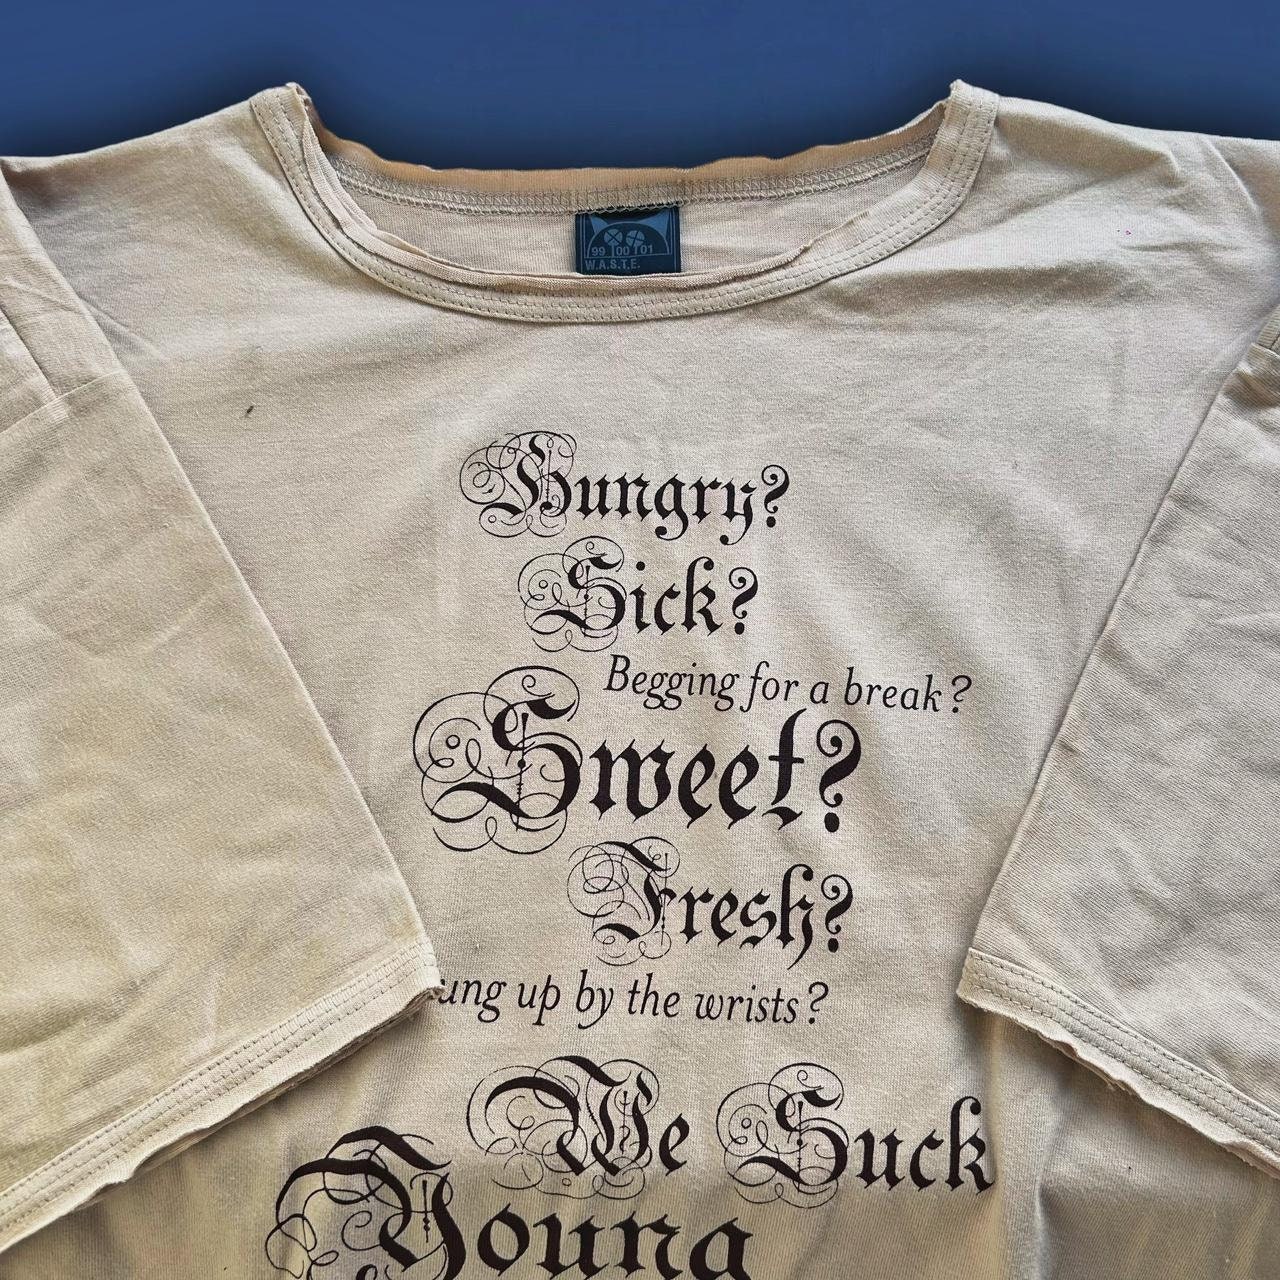 99 00 01
W.A.S.T.E.
Hungry?
Sick?
Begging for a break?
Sweet?
Fresh?
ung up by the wrists?
We Suck
Young